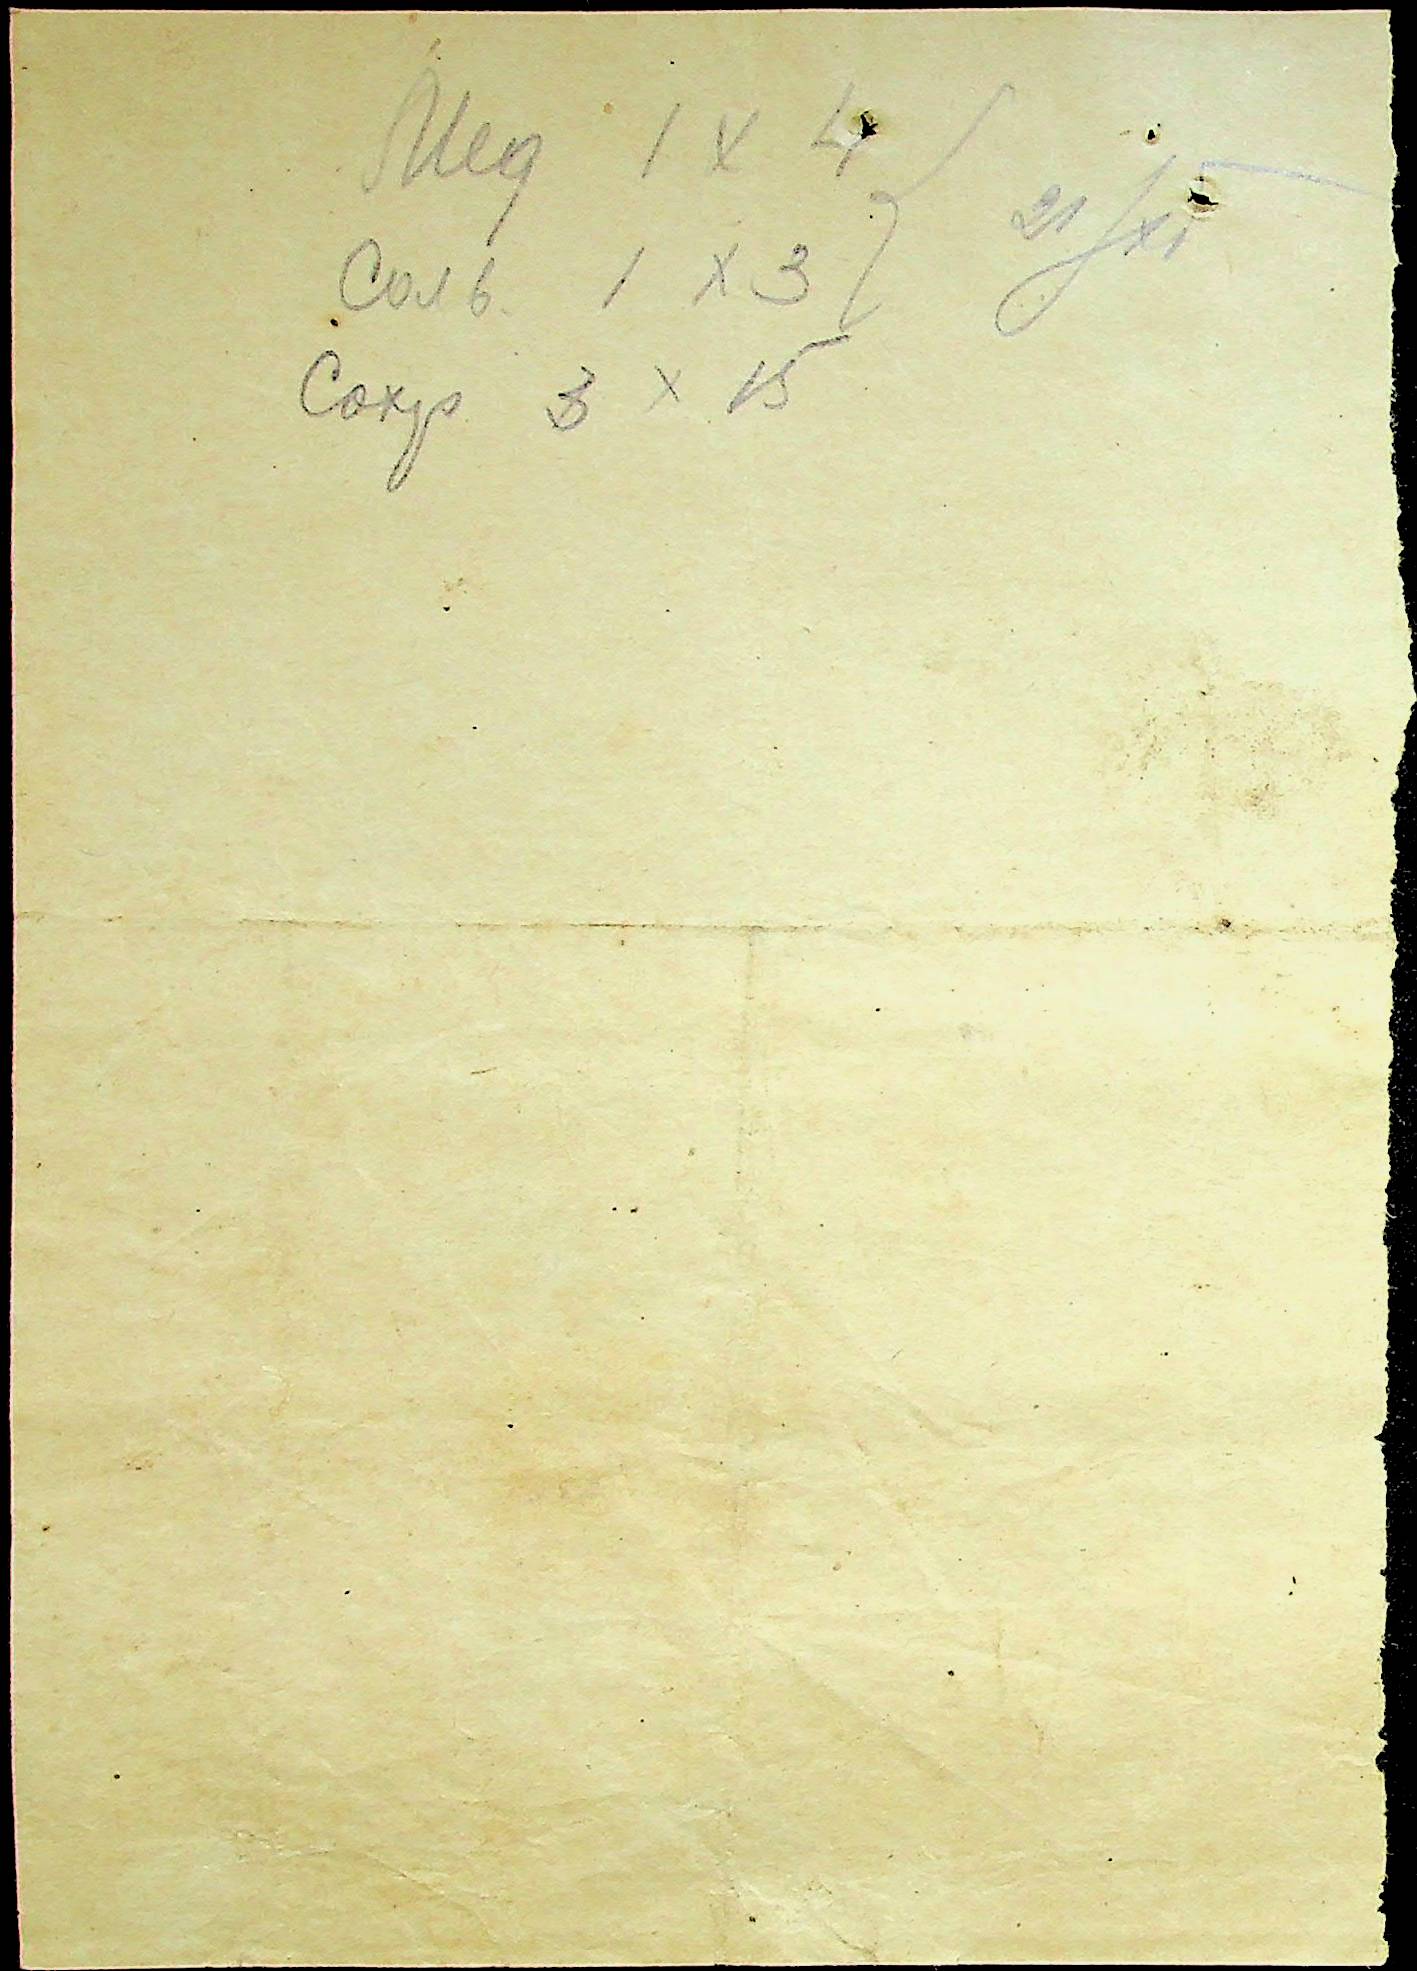 Мед 1 х 4
Соль. 1 х 3 } 21/XI
Сахар 3 х 15